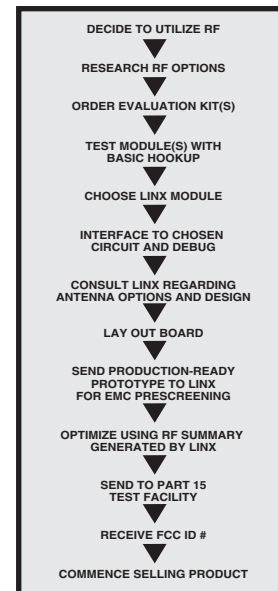 DECIDE TO UTILIZE RF
RESEARCH RF OPTIONS
ORDER EVALUATION KIT(S)
TEST MODULE(S) WITH
BASIC HOOKUP
CHOOSE LINX MODULE
INTERFACE TO CHOSEN
CIRCUIT AND DEBUG
CONSULT LINX REGARDING
ANTENNA OPTIONS AND DESIGN
LAY OUT BOARD
SEND PRODUCTION-READY
PROTOTYPE TO LINX
FOR EMC PRESCREENING
OPTIMIZE USING RF SUMMARY
GENERATED BY LINX
SEND TO PART 15
TEST FACILITY
RECEIVE FCC ID #
COMMENCE SELLING PRODUCT